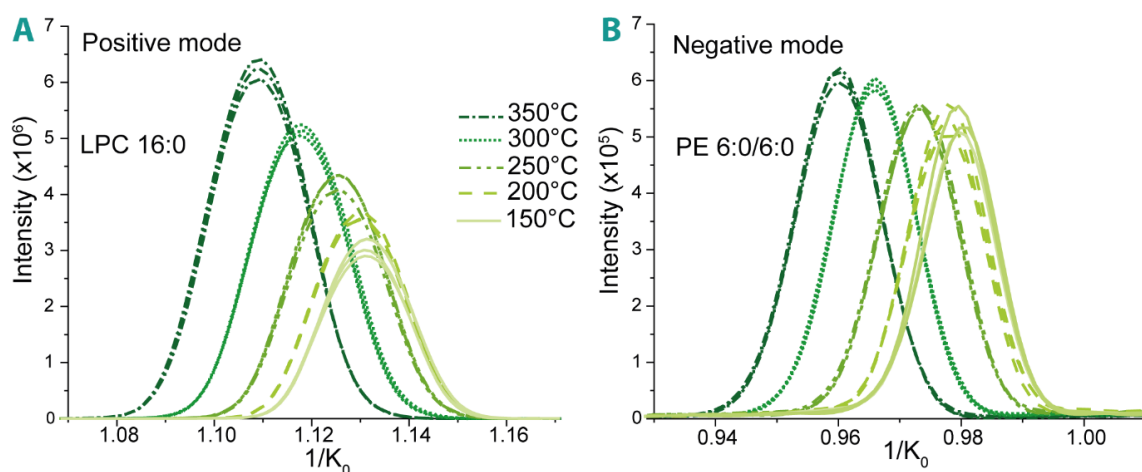 A
Positive mode
LPC 16:0
Intensity (x10⁶)
7
6
5
4
3
2
1
0
1.08 1.10 1.12 1.14 1.16
1/K₀
350°C
300°C
250°C
200°C
150°C
B
Negative mode
PE 6:0/6:0
Intensity (x10⁵)
7
6
5
4
3
2
1
0
0.94 0.96 0.98 1.00
1/K₀